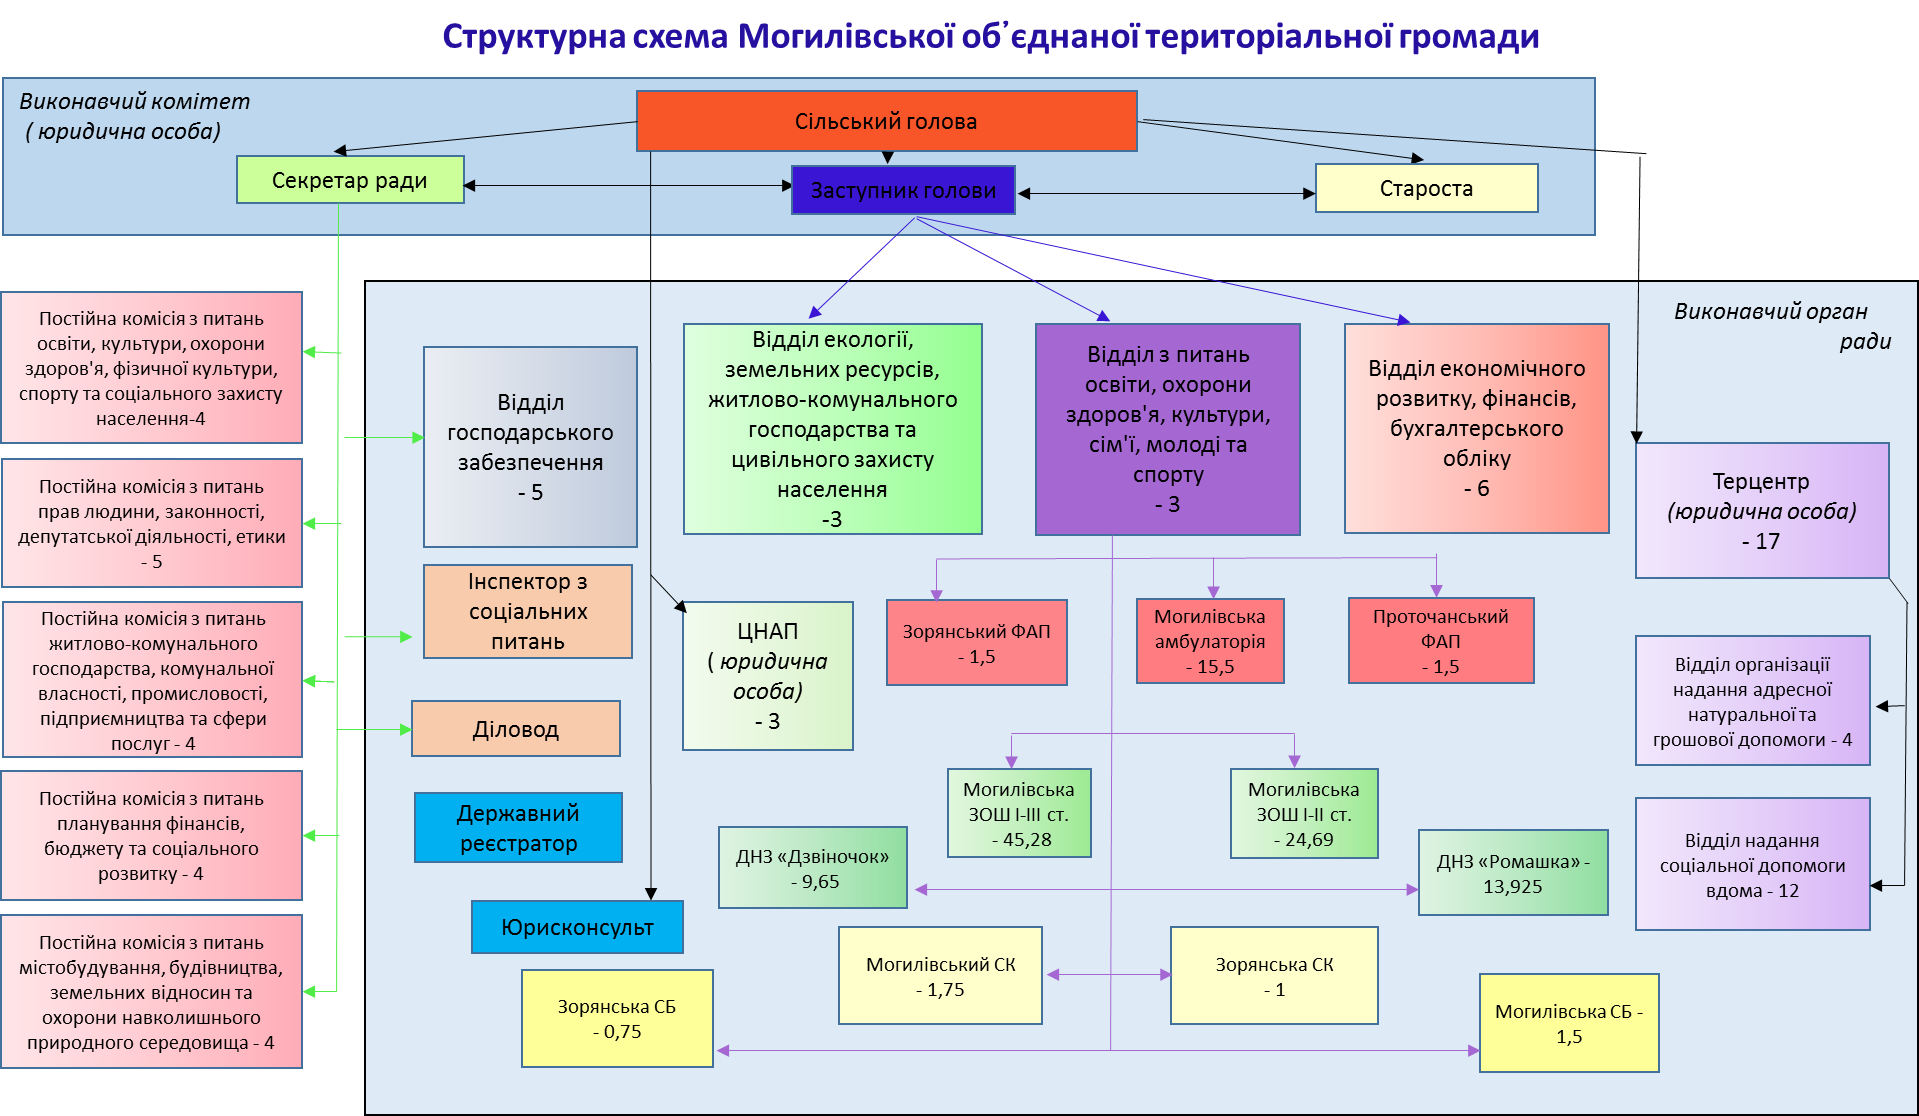 Структурна схема Могилівської об’єднаної територіальної громади
Виконавчий комітет
( юридична особа)
Сільський голова
Секретар ради
Заступник голови
Староста
Виконавчий орган
ради
Постійна комісія з питань
освіти, культури, охорони
здоров'я, фізичної культури,
спорту та соціального захисту
населення-4
Постійна комісія з питань
прав людини, законності,
депутатської діяльності, етики
- 5
Постійна комісія з питань
житлово-комунального
господарства, комунальної
власності, промисловості,
підприємництва та сфери
послуг - 4
Постійна комісія з питань
планування фінансів,
бюджету та соціального
розвитку - 4
Постійна комісія з питань
містобудування, будівництва,
земельних відносин та
охорони навколишнього
природного середовища - 4
Відділ
господарського
забезпечення
- 5
Інспектор з
соціальних
питань
Діловод
Державний
реєстратор
Юрисконсульт
Відділ екології,
земельних ресурсів,
житлово-комунального
господарства та
цивільного захисту
населення
-3
Відділ з питань
освіти, охорони
здоров'я, культури,
сім'ї, молоді та
спорту
- 3
Відділ економічного
розвитку, фінансів,
бухгалтерського
обліку
- 6
Терцентр
(юридична особа)
- 17
ЦНАП
( юридична
особа)
- 3
Зорянський ФАП
- 1,5
Могилівська
амбулаторія
- 15,5
Проточанський
ФАП
- 1,5
Відділ організації
надання адресної
натуральної та
грошової допомоги - 4
Могилівська
ЗОШ І-ІІІ ст.
- 45,28
Могилівська
ЗОШ І-ІІ ст.
- 24,69
ДНЗ «Дзвіночок»
- 9,65
ДНЗ «Ромашка» -
13,925
Відділ надання
соціальної допомоги
вдома - 12
Могилівський СК
- 1,75
Зорянська СК
- 1
Зорянська СБ
- 0,75
Могилівська СБ -
1,5